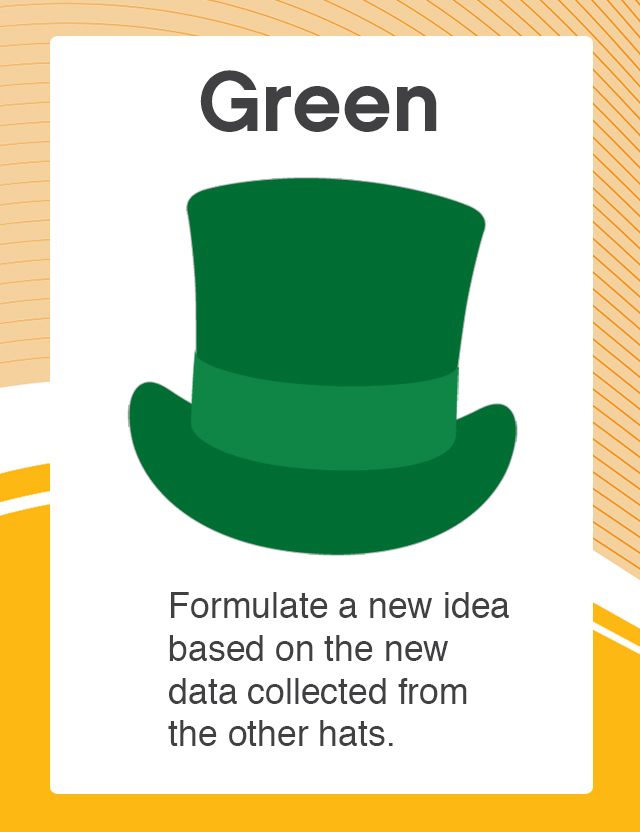 Green
Formulate a new idea
based on the new
data collected from
the other hats.